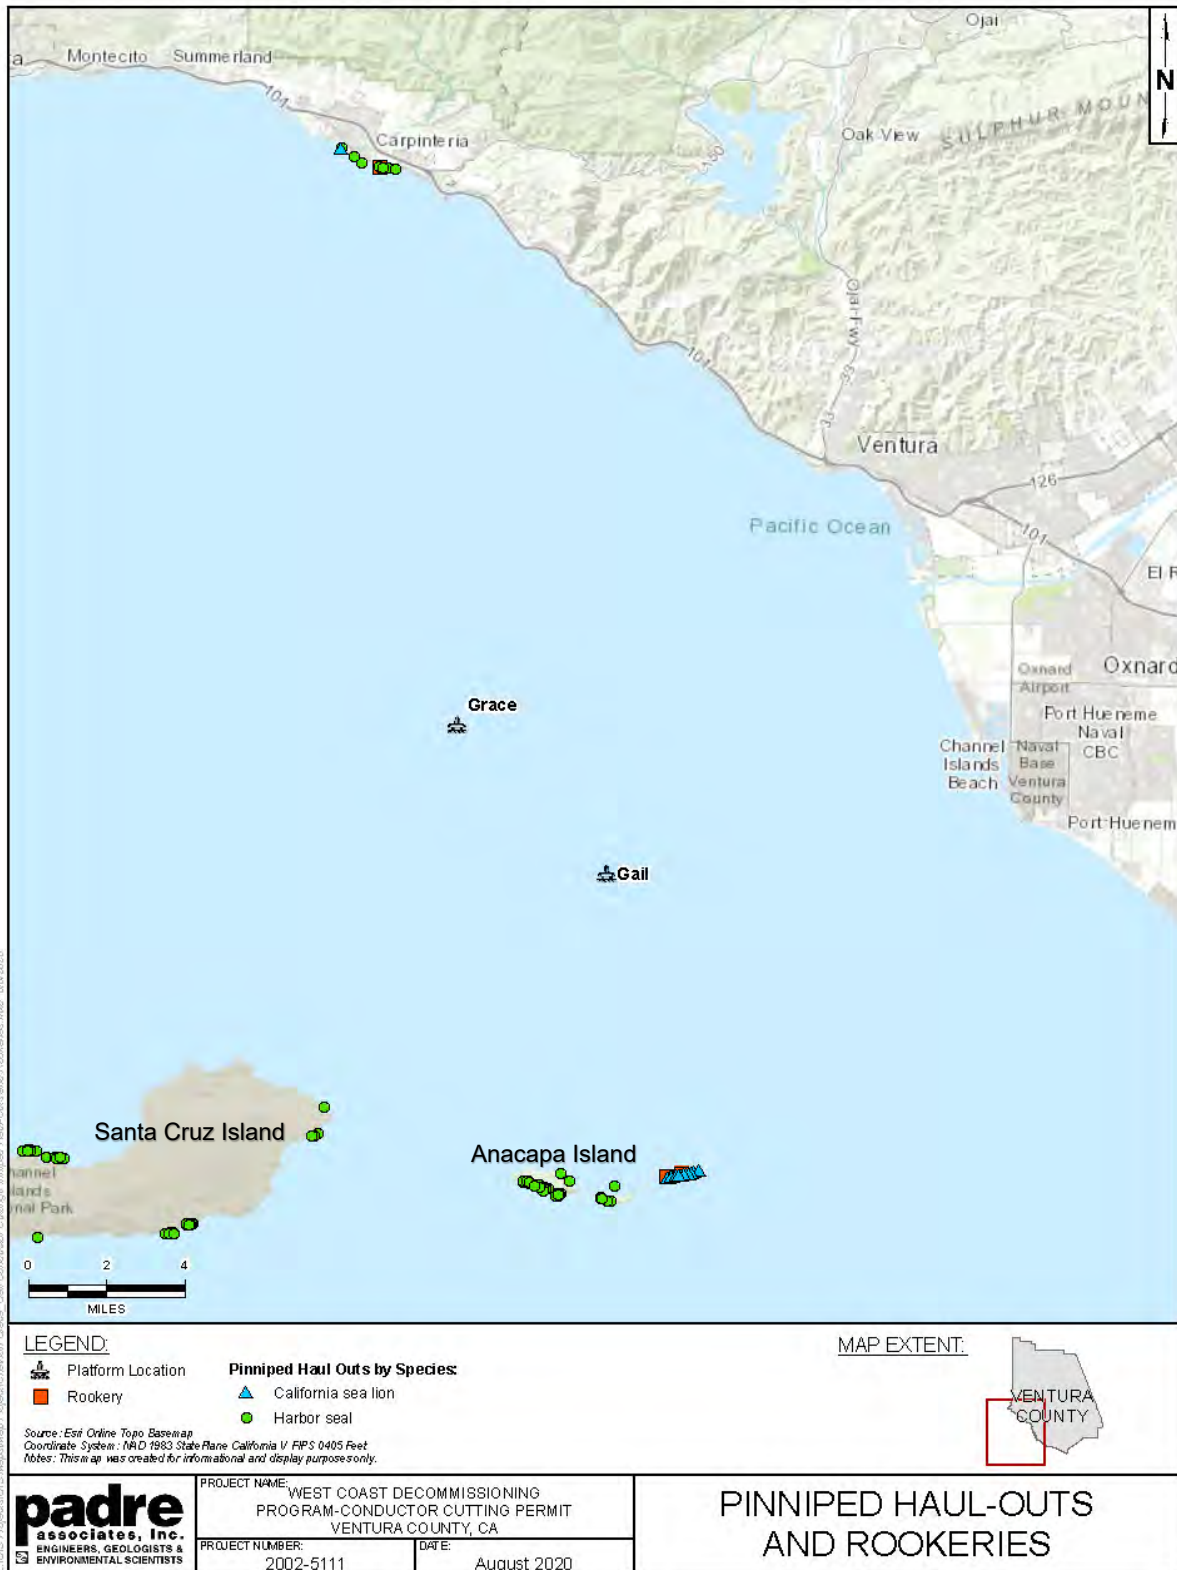 Ojai
N
a
Montecito
Summerland
101
SULPHUR MOUN
Oak View
Carpinteria
150
Ojai Fwy
33
101
33
Ventura
126
Pacific Ocean
101
El R
Oxnard
Airport
Oxnard
Grace
Port Hueneme
Naval
CBC
Channel
Islands
Beach
Naval
Base
Ventura
County
Port Huenem
Gail
Santa Cruz Island
Anacapa Island
hannel
lands
nal Park
0 2 4
MILES
LEGEND:
Platform Location
Rookery
Pinniped Haul Outs by Species:
California sea lion
Harbor seal
MAP EXTENT:
VENTURA
COUNTY
Source: Esri Online Topo Basemap
Coordinate System: NAD 1983 StatePlane California V FIPS 0405 Feet
Notes: This map was created for informational and display purposes only.
padre
associates, Inc.
ENGINEERS, GEOLOGISTS &
ENVIRONMENTAL SCIENTISTS
PROJECT NAME:
WEST COAST DECOMMISSIONING
PROGRAM-CONDUCTOR CUTTING PERMIT
VENTURA COUNTY, CA
PROJECT NUMBER:
2002-5111
DATE:
August 2020
PINNIPED HAUL-OUTS
AND ROOKERIES